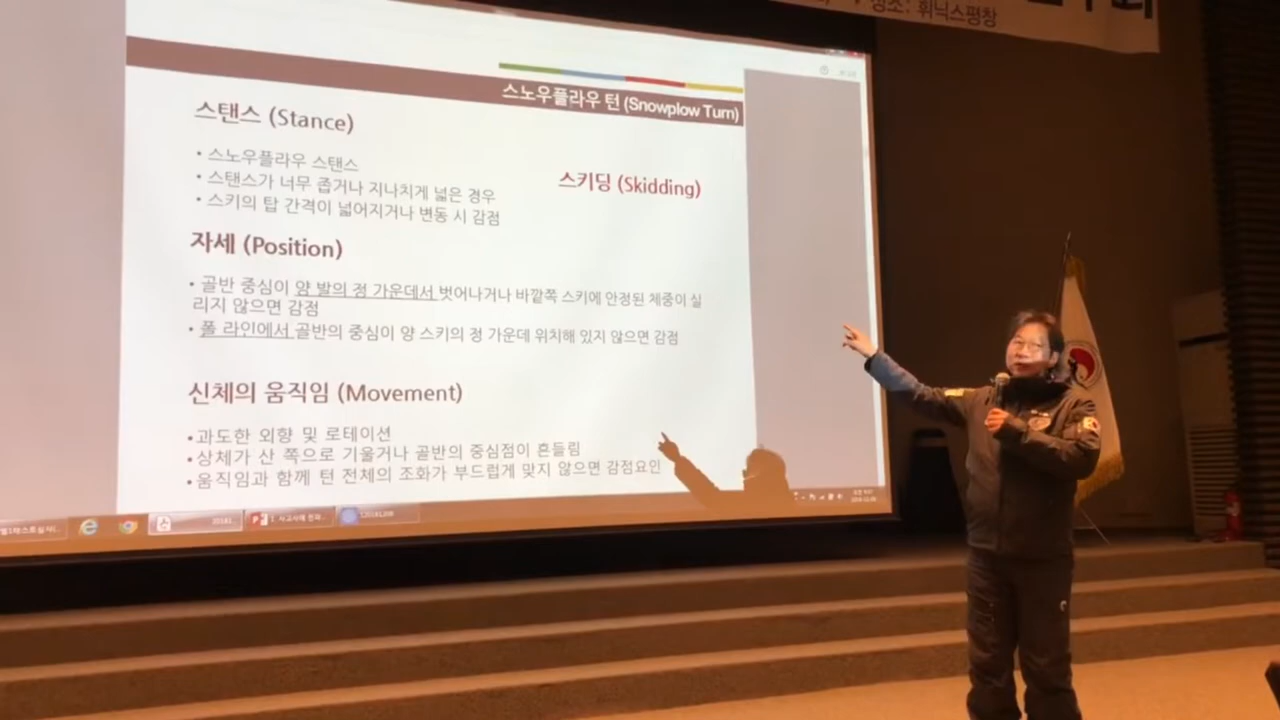 장소: 휘닉스평창
스노우플라우 턴 (Snowplow Turn)
스탠스 (Stance)
• 스노우플라우 스탠스
• 스탠스가 너무 좁거나 지나치게 넓은 경우
• 스키의 탑 간격이 넓어지거나 변동 시 감점
스키딩 (Skidding)
자세 (Position)
• 골반 중심이 양 발의 정 가운데서 벗어나거나 바깥쪽 스키에 안정된 체중이 실
리지 않으면 감점
• 폴 라인에서 골반의 중심이 양 스키의 정 가운데 위치해 있지 않으면 감점
신체의 움직임 (Movement)
• 과도한 외향 및 로테이션
• 상체가 산 쪽으로 기울거나 골반의 중심점이 흔들림
• 움직임과 함께 턴 전체의 조화가 부드럽게 맞지 않으면 감점요인